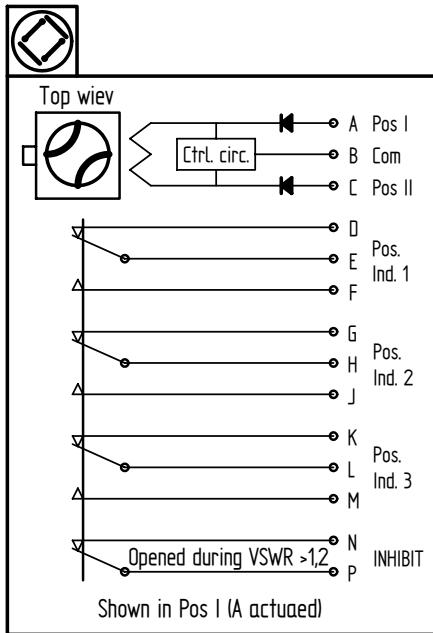 Top wiev
A Pos I
Ctrl. circ.
B Com
C Pos II
D
E
F
Pos.
Ind. 1
G
H
J
Pos.
Ind. 2
K
L
M
Pos.
Ind. 3
N
Opened during VSWR >1,2
P
INHIBIT
Shown in Pos I (A actuaed)